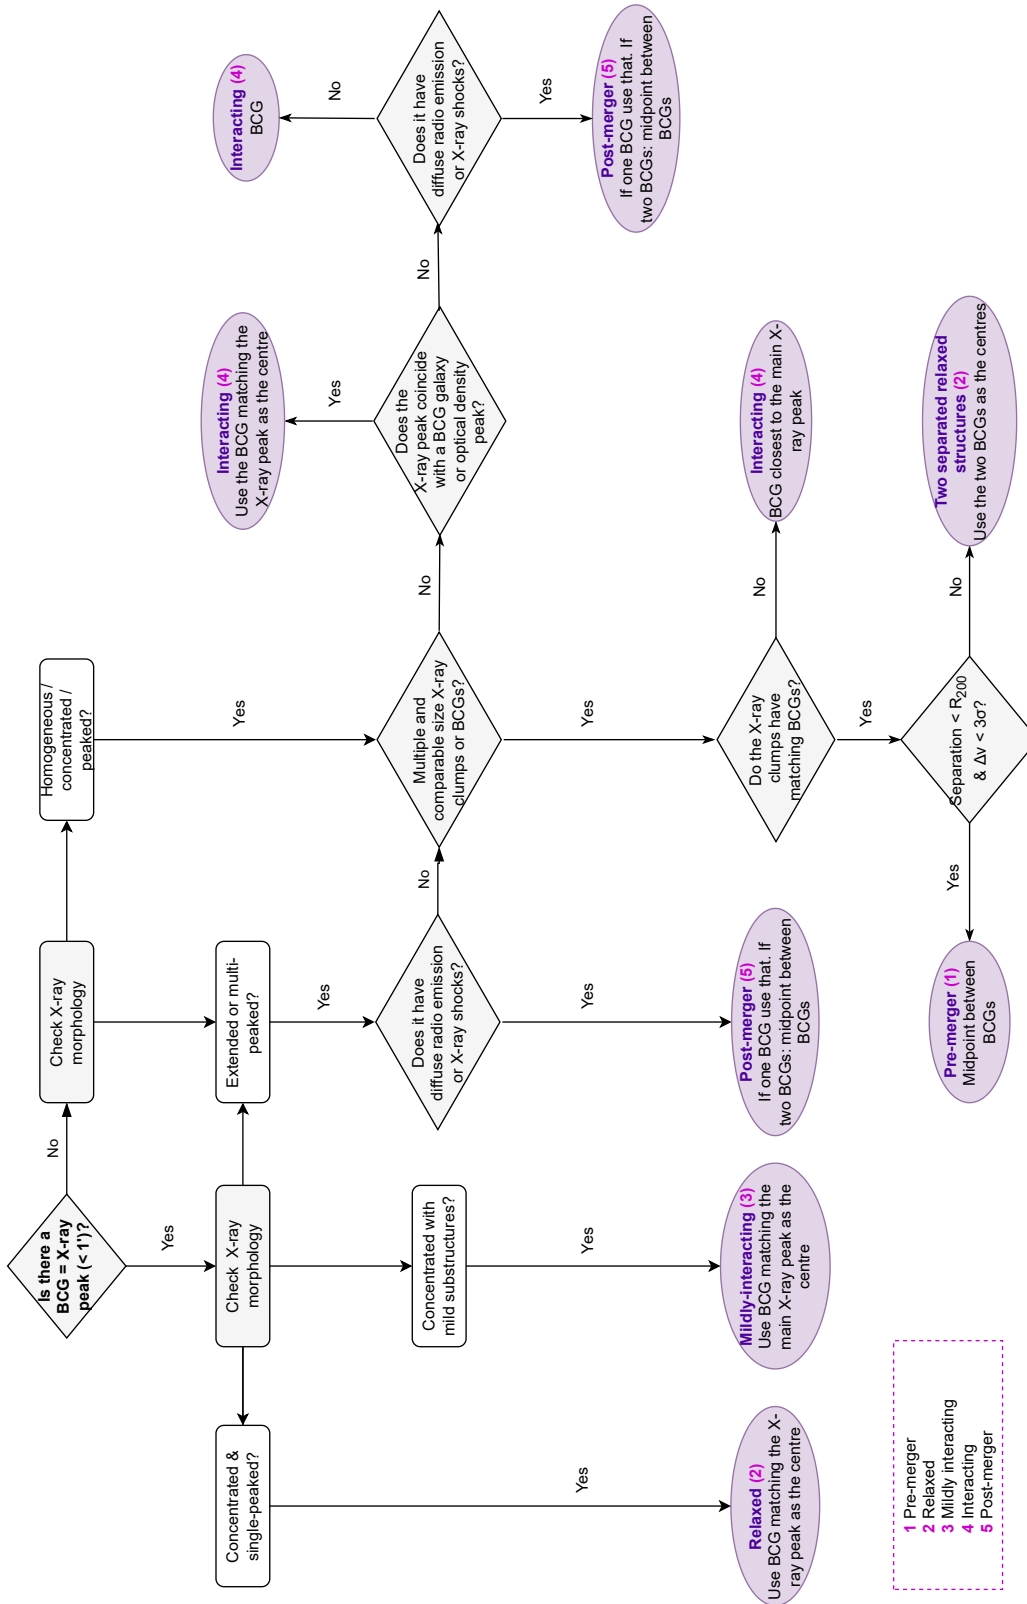 Is there a
BCG = X-ray
peak (< 1')?
No
Yes
Check X-ray
morphology
Homogeneous /
concentrated /
peaked?
Yes
Check X-ray
morphology
Concentrated &
single-peaked?
Yes
Relaxed (2)
Use BCG matching the X-
ray peak as the centre
Concentrated with
mild substructures?
Yes
Mildly-interacting (3)
Use BCG matching the
main X-ray peak as the
centre
Extended or multi-
peaked?
Yes
Does it have
diffuse radio emission
or X-ray shocks?
No
Yes
Post-merger (5)
If one BCG use that. If
two BCGs: midpoint between
BCGs
Multiple and
comparable size X-ray
clumps or BCGs?
No
Yes
Does the
X-ray peak coincide
with a BCG galaxy
or optical density
peak?
Yes
No
Interacting (4)
Use the BCG matching the
X-ray peak as the centre
Does it have
diffuse radio emission
or X-ray shocks?
No
Yes
Interacting (4)
BCG
Post-merger (5)
If one BCG use that. If
two BCGs: midpoint between
BCGs
Do the X-ray
clumps have
matching BCGs?
No
Yes
Interacting (4)
BCG closest to the main X-
ray peak
Separation < R200
& Δv < 3σ?
Yes
No
Pre-merger (1)
Midpoint between
BCGs
Two separated relaxed
structures (2)
Use the two BCGs as the centres
1 Pre-merger
2 Relaxed
3 Mildly interacting
4 Interacting
5 Post-merger